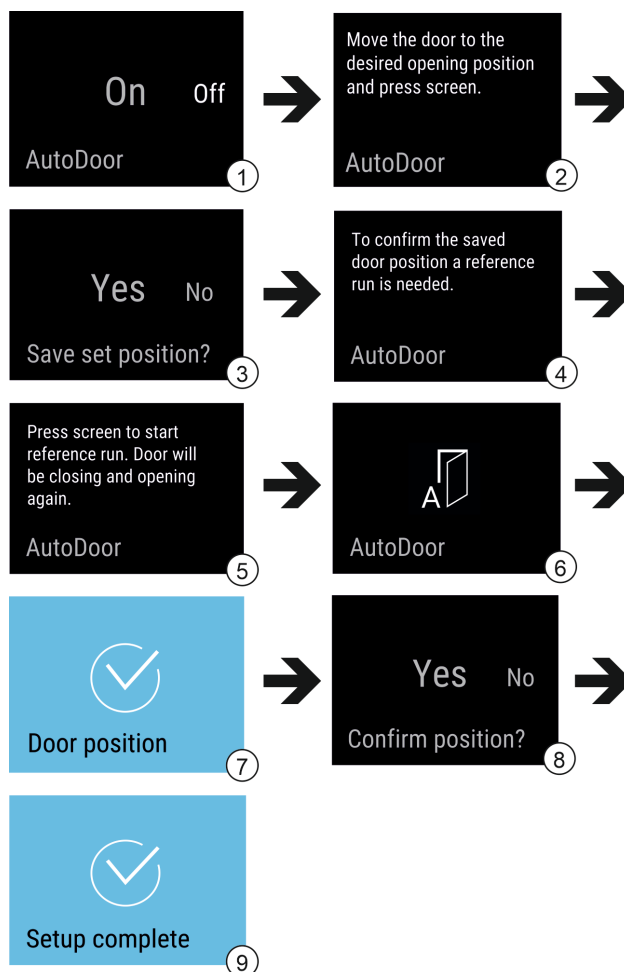 On Off
AutoDoor
1
Move the door to the
desired opening position
and press screen.
AutoDoor
2
Yes No
Save set position?
3
To confirm the saved
door position a reference
run is needed.
AutoDoor
4
Press screen to start
reference run. Door will
be closing and opening
again.
AutoDoor
5
A
AutoDoor
6
Door position
7
Yes No
Confirm position?
8
Setup complete
9